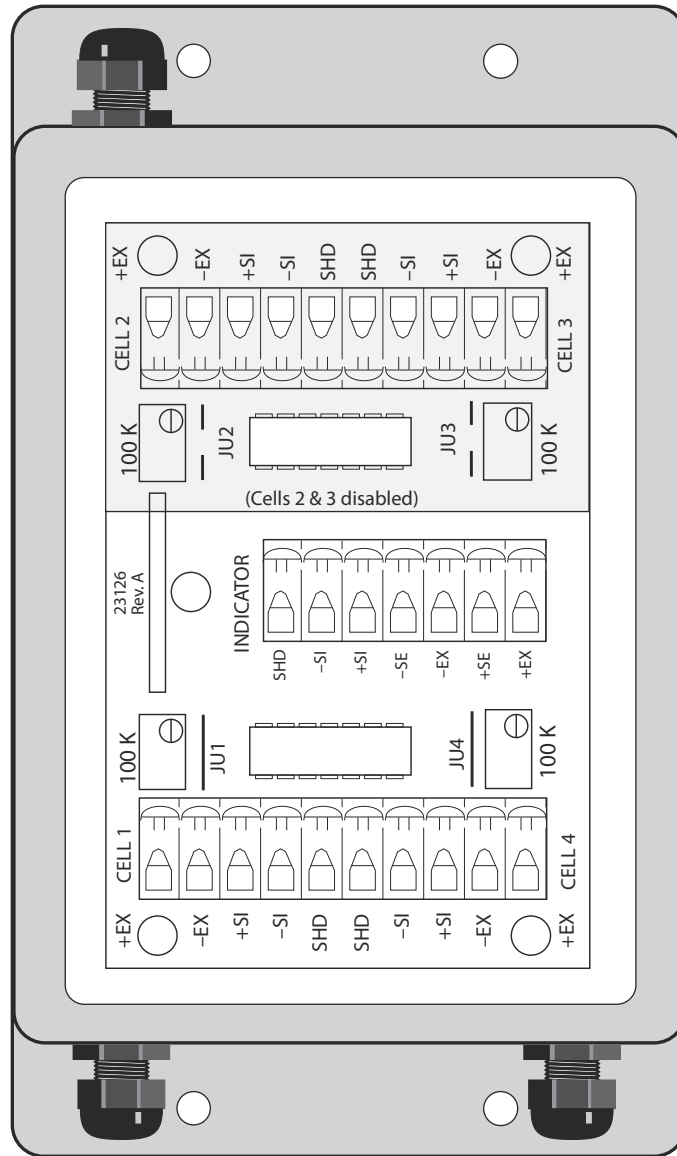 +EX
−EX
+SI
−SI
SHD
SHD
−SI
+SI
−EX
+EX
CELL 2
CELL 3
100 K
JU2
JU3
100 K
(Cells 2 & 3 disabled)
23126
Rev. A
INDICATOR
SHD
−SI
+SI
−SE
−EX
+SE
+EX
100 K
JU1
JU4
100 K
CELL 1
CELL 4
+EX
−EX
+SI
−SI
SHD
SHD
−SI
+SI
−EX
+EX